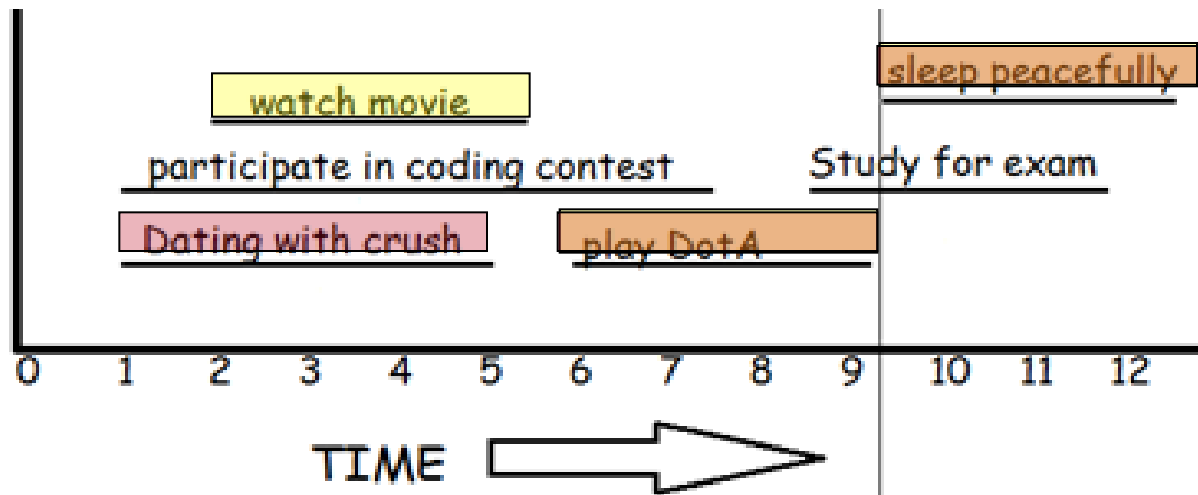 sleep peacefully
watch movie
participate in coding contest Study for exam
Dating with crush play DotA
0 1 2 3 4 5 6 7 8 9 10 11 12
TIME